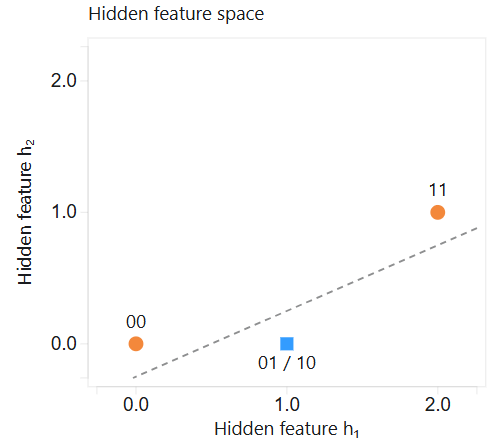 Hidden feature space
2.0
1.0
0.0
Hidden feature h₂
11
00
01 / 10
0.0 1.0 2.0
Hidden feature h₁